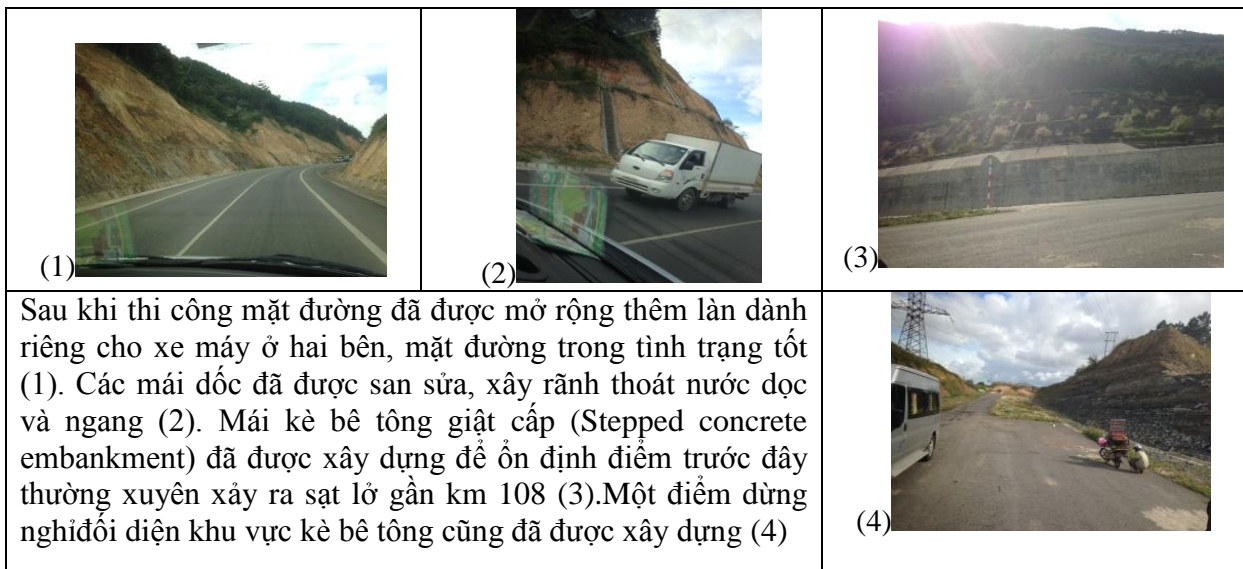 (1)
(2)
(3)
Sau khi thi công mặt đường đã được mở rộng thêm làn dành
riêng cho xe máy ở hai bên, mặt đường trong tình trạng tốt
(1). Các mái dốc đã được san sửa, xây rãnh thoát nước dọc
và ngang (2). Mái kè bê tông giật cấp (Stepped concrete
embankment) đã được xây dựng để ổn định điểm trước đây
thường xuyên xảy ra sạt lở gần km 108 (3).Một điểm dừng
nghỉđối diện khu vực kè bê tông cũng đã được xây dựng (4)
(4)